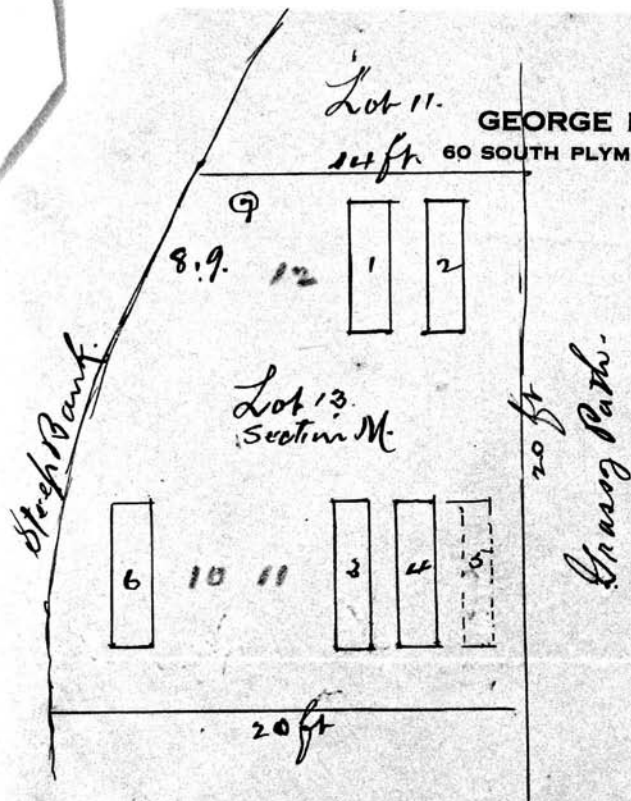 Lot 11.
GEORGE
14 ft.
60 SOUTH PLYM
7
8.9.
12
1
2
Steep Bank.
Lot 13.
Section M.
20 ft
Grassy Path.
6
10
11
3
4
5
20 ft